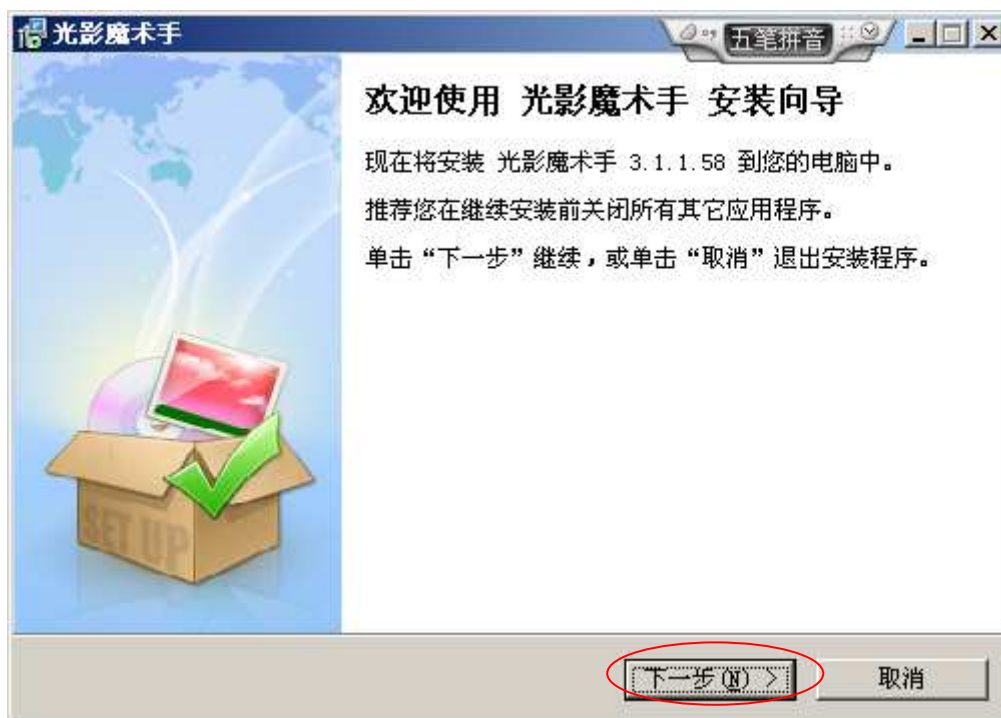 光影魔术手
五笔拼音
欢迎使用 光影魔术手 安装向导
现在将安装 光影魔术手 3.1.1.58 到您的电脑中。
推荐您在继续安装前关闭所有其它应用程序。
单击“下一步”继续，或单击“取消”退出安装程序。
SET UP
下一步(N) >
取消